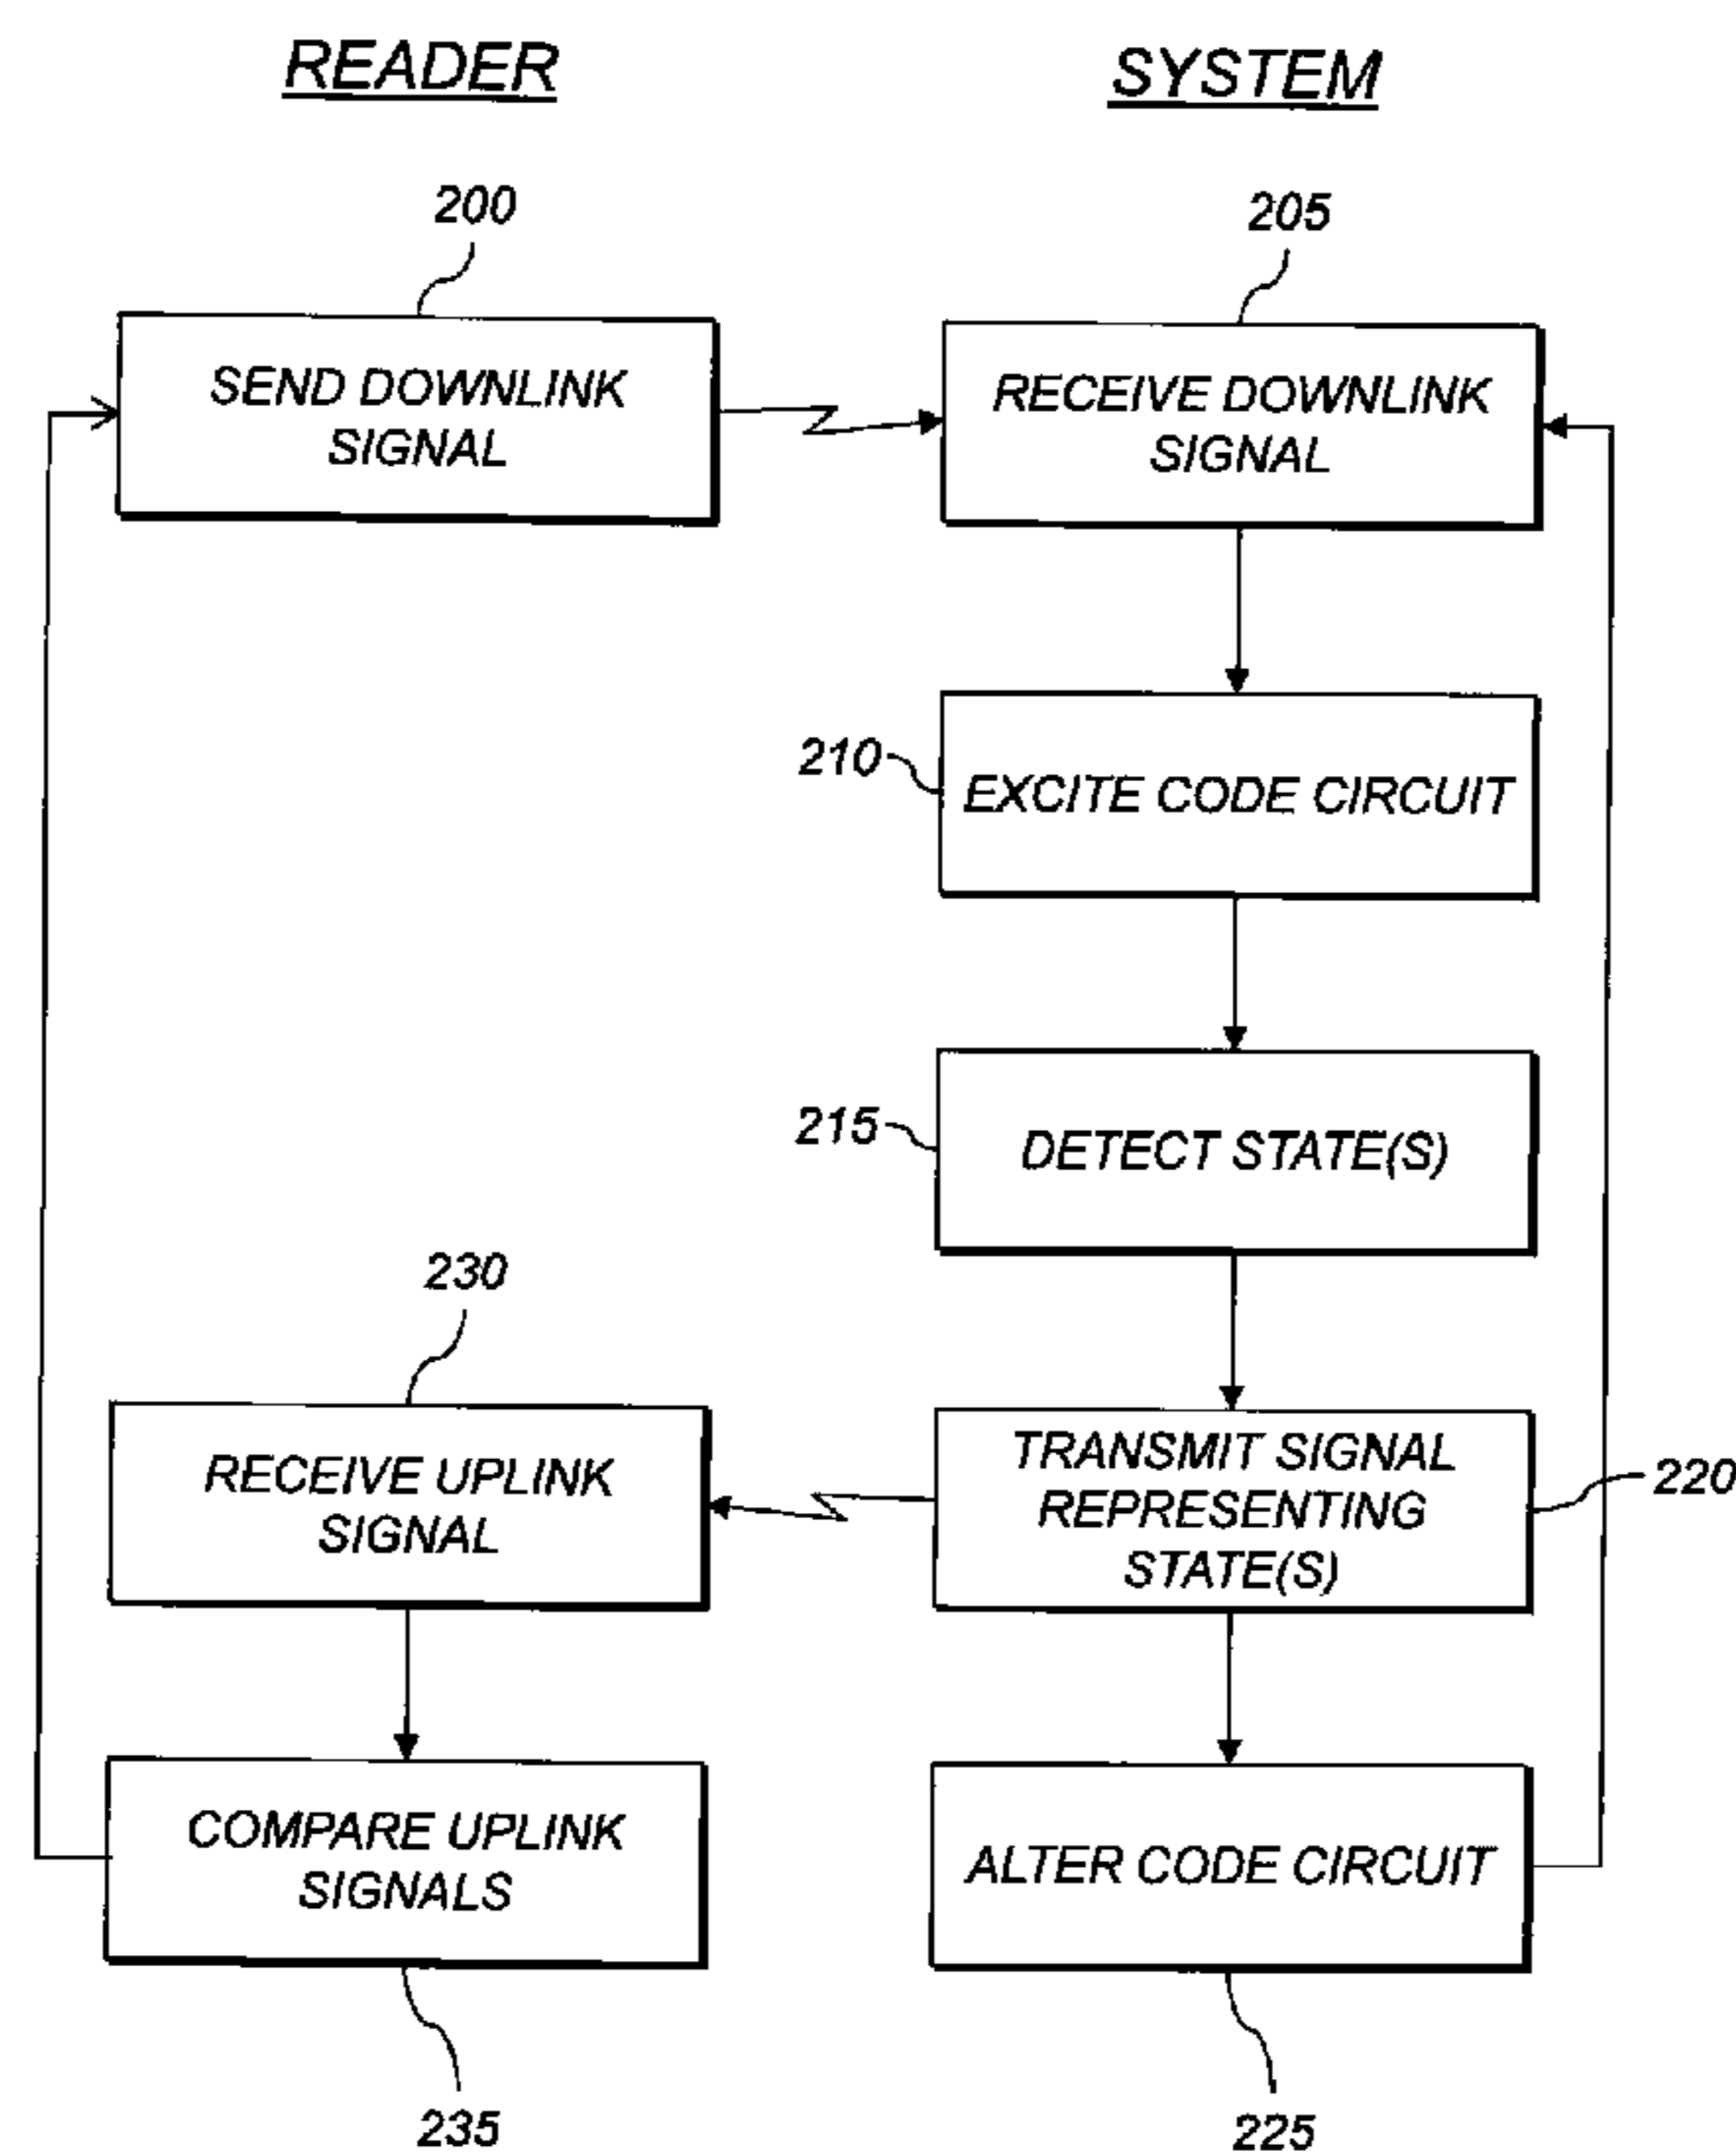 READER
SYSTEM
200
205
SEND DOWNLINK
SIGNAL
RECEIVE DOWNLINK
SIGNAL
210
EXCITE CODE CIRCUIT
215
DETECT STATE(S)
230
RECEIVE UPLINK
SIGNAL
TRANSMIT SIGNAL
REPRESENTING
STATE(S)
220
COMPARE UPLINK
SIGNALS
ALTER CODE CIRCUIT
235
225